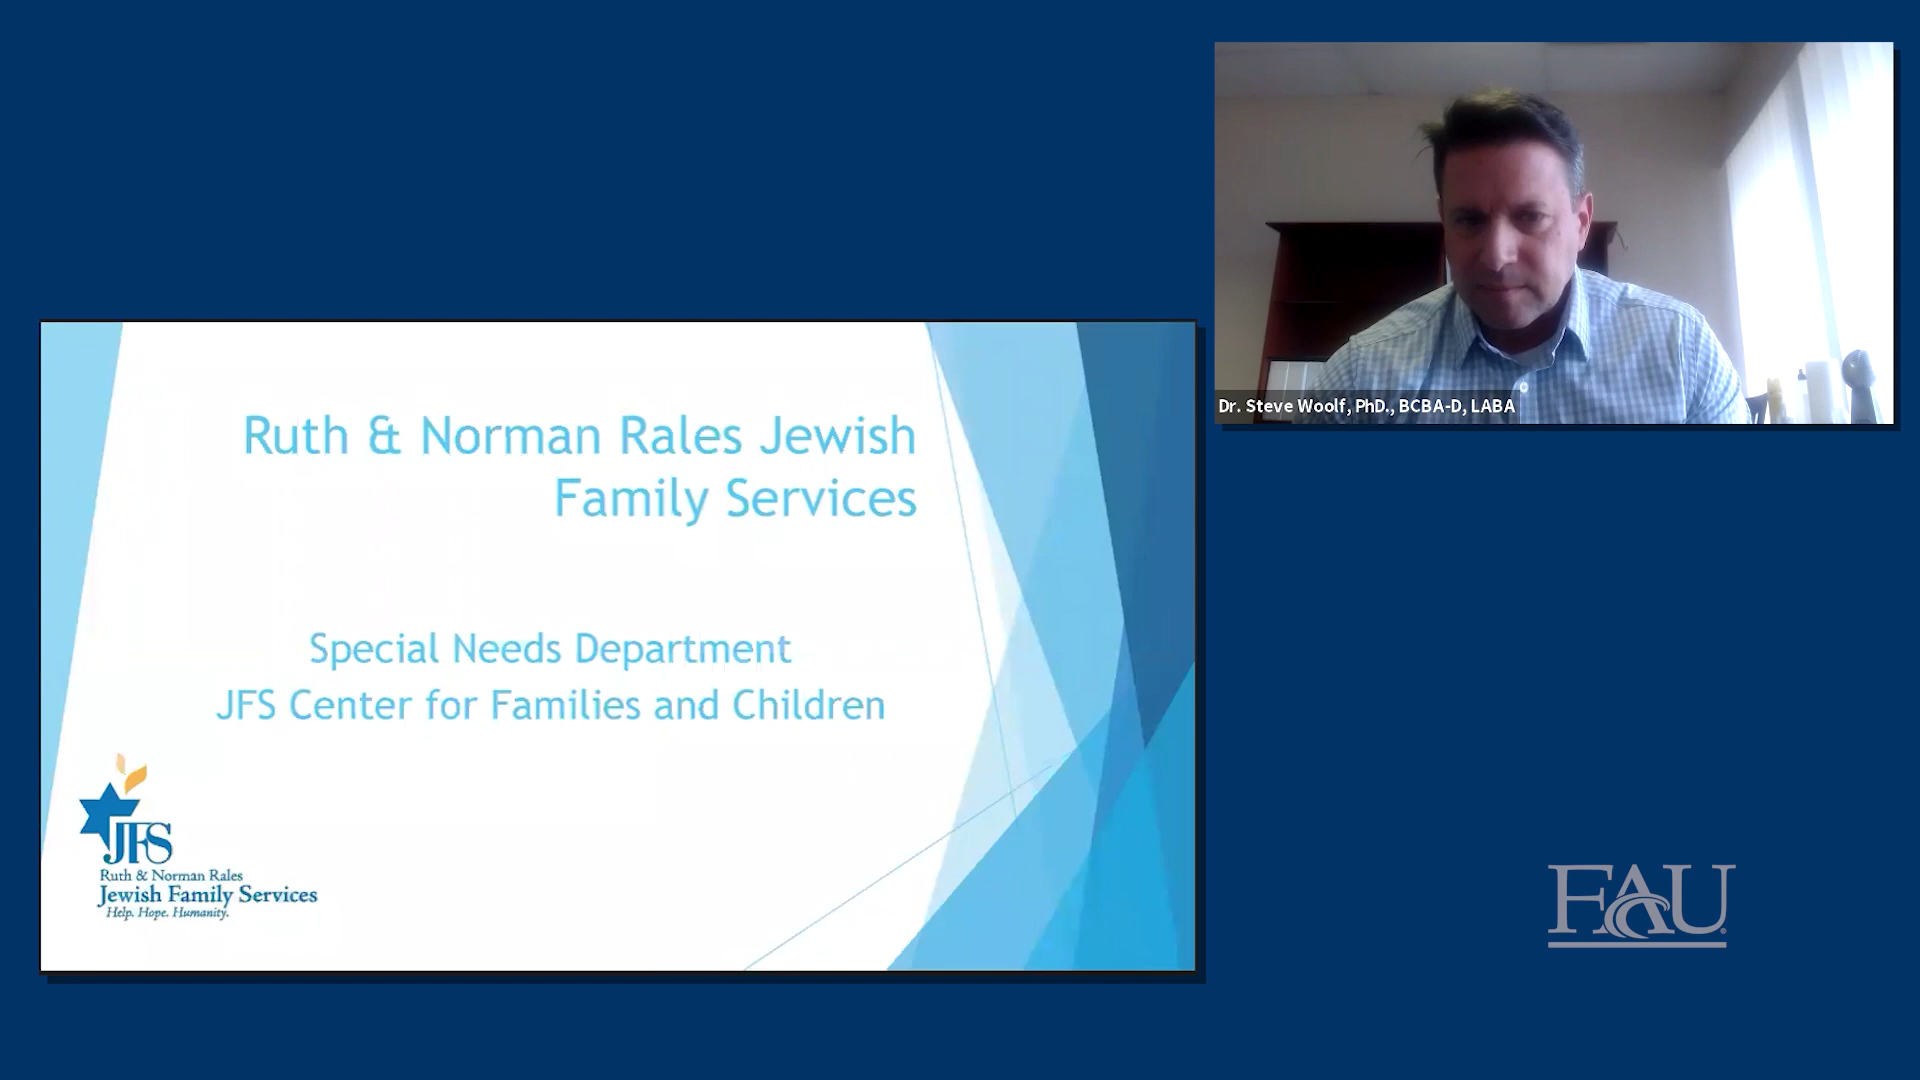 Dr. Steve Woolf, PhD., BCBA-D, LABA
Ruth & Norman Rales Jewish
Family Services
Special Needs Department
JFS Center for Families and Children
JFS
Ruth & Norman Rales
Jewish Family Services
Help. Hope. Humanity.
FAU